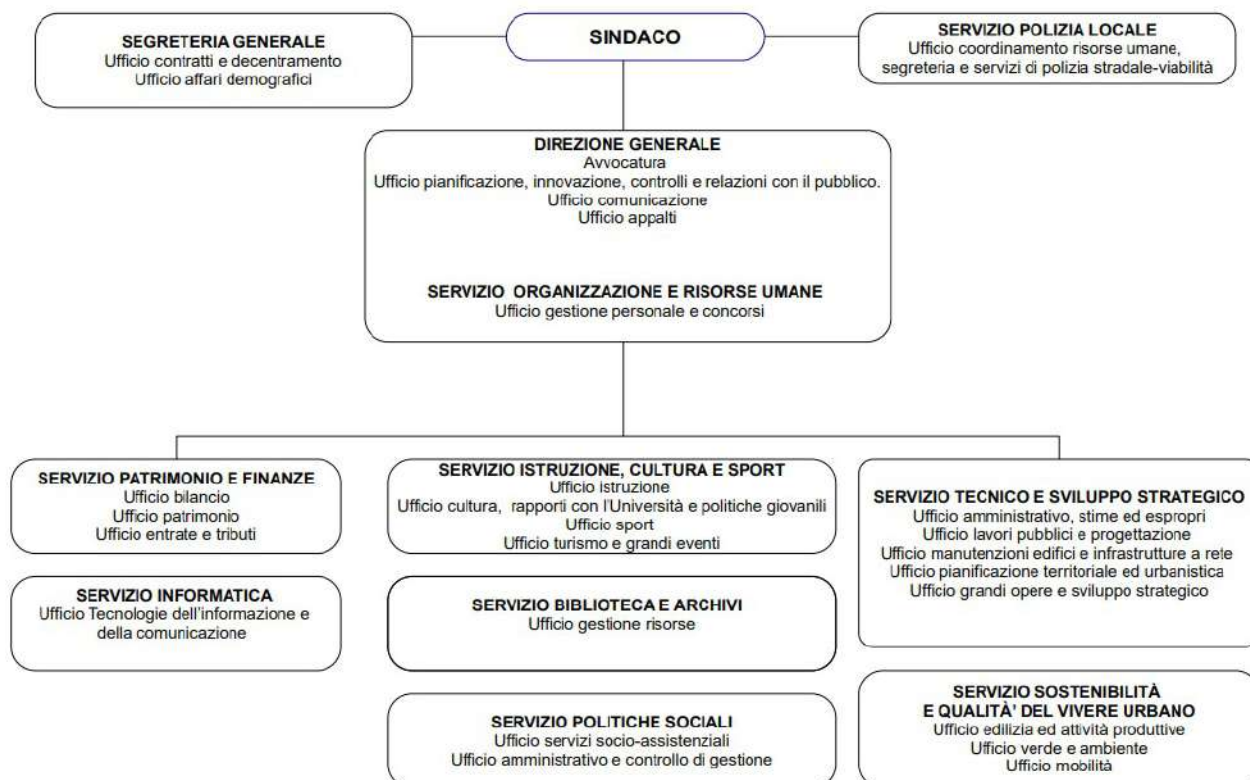 SEGRETERIA GENERALE
Ufficio contratti e decentramento
Ufficio affari demografici
SINDACO
SERVIZIO POLIZIA LOCALE
Ufficio coordinamento risorse umane,
segreteria e servizi di polizia stradale-viabilità
DIREZIONE GENERALE
Avvocatura
Ufficio pianificazione, innovazione, controlli e relazioni con il pubblico.
Ufficio comunicazione
Ufficio appalti
SERVIZIO ORGANIZZAZIONE E RISORSE UMANE
Ufficio gestione personale e concorsi
SERVIZIO PATRIMONIO E FINANZE
Ufficio bilancio
Ufficio patrimonio
Ufficio entrate e tributi
SERVIZIO INFORMATICA
Ufficio Tecnologie dell'informazione e
della comunicazione
SERVIZIO ISTRUZIONE, CULTURA E SPORT
Ufficio istruzione
Ufficio cultura, rapporti con l'Università e politiche giovanili
Ufficio sport
Ufficio turismo e grandi eventi
SERVIZIO BIBLIOTECA E ARCHIVI
Ufficio gestione risorse
SERVIZIO POLITICHE SOCIALI
Ufficio servizi socio-assistenziali
Ufficio amministrativo e controllo di gestione
SERVIZIO TECNICO E SVILUPPO STRATEGICO
Ufficio amministrativo, stime ed espropri
Ufficio lavori pubblici e progettazione
Ufficio manutenzioni edifici e infrastrutture a rete
Ufficio pianificazione territoriale ed urbanistica
Ufficio grandi opere e sviluppo strategico
SERVIZIO SOSTENIBILITÀ
E QUALITÀ' DEL VIVERE URBANO
Ufficio edilizia ed attività produttive
Ufficio verde e ambiente
Ufficio mobilità